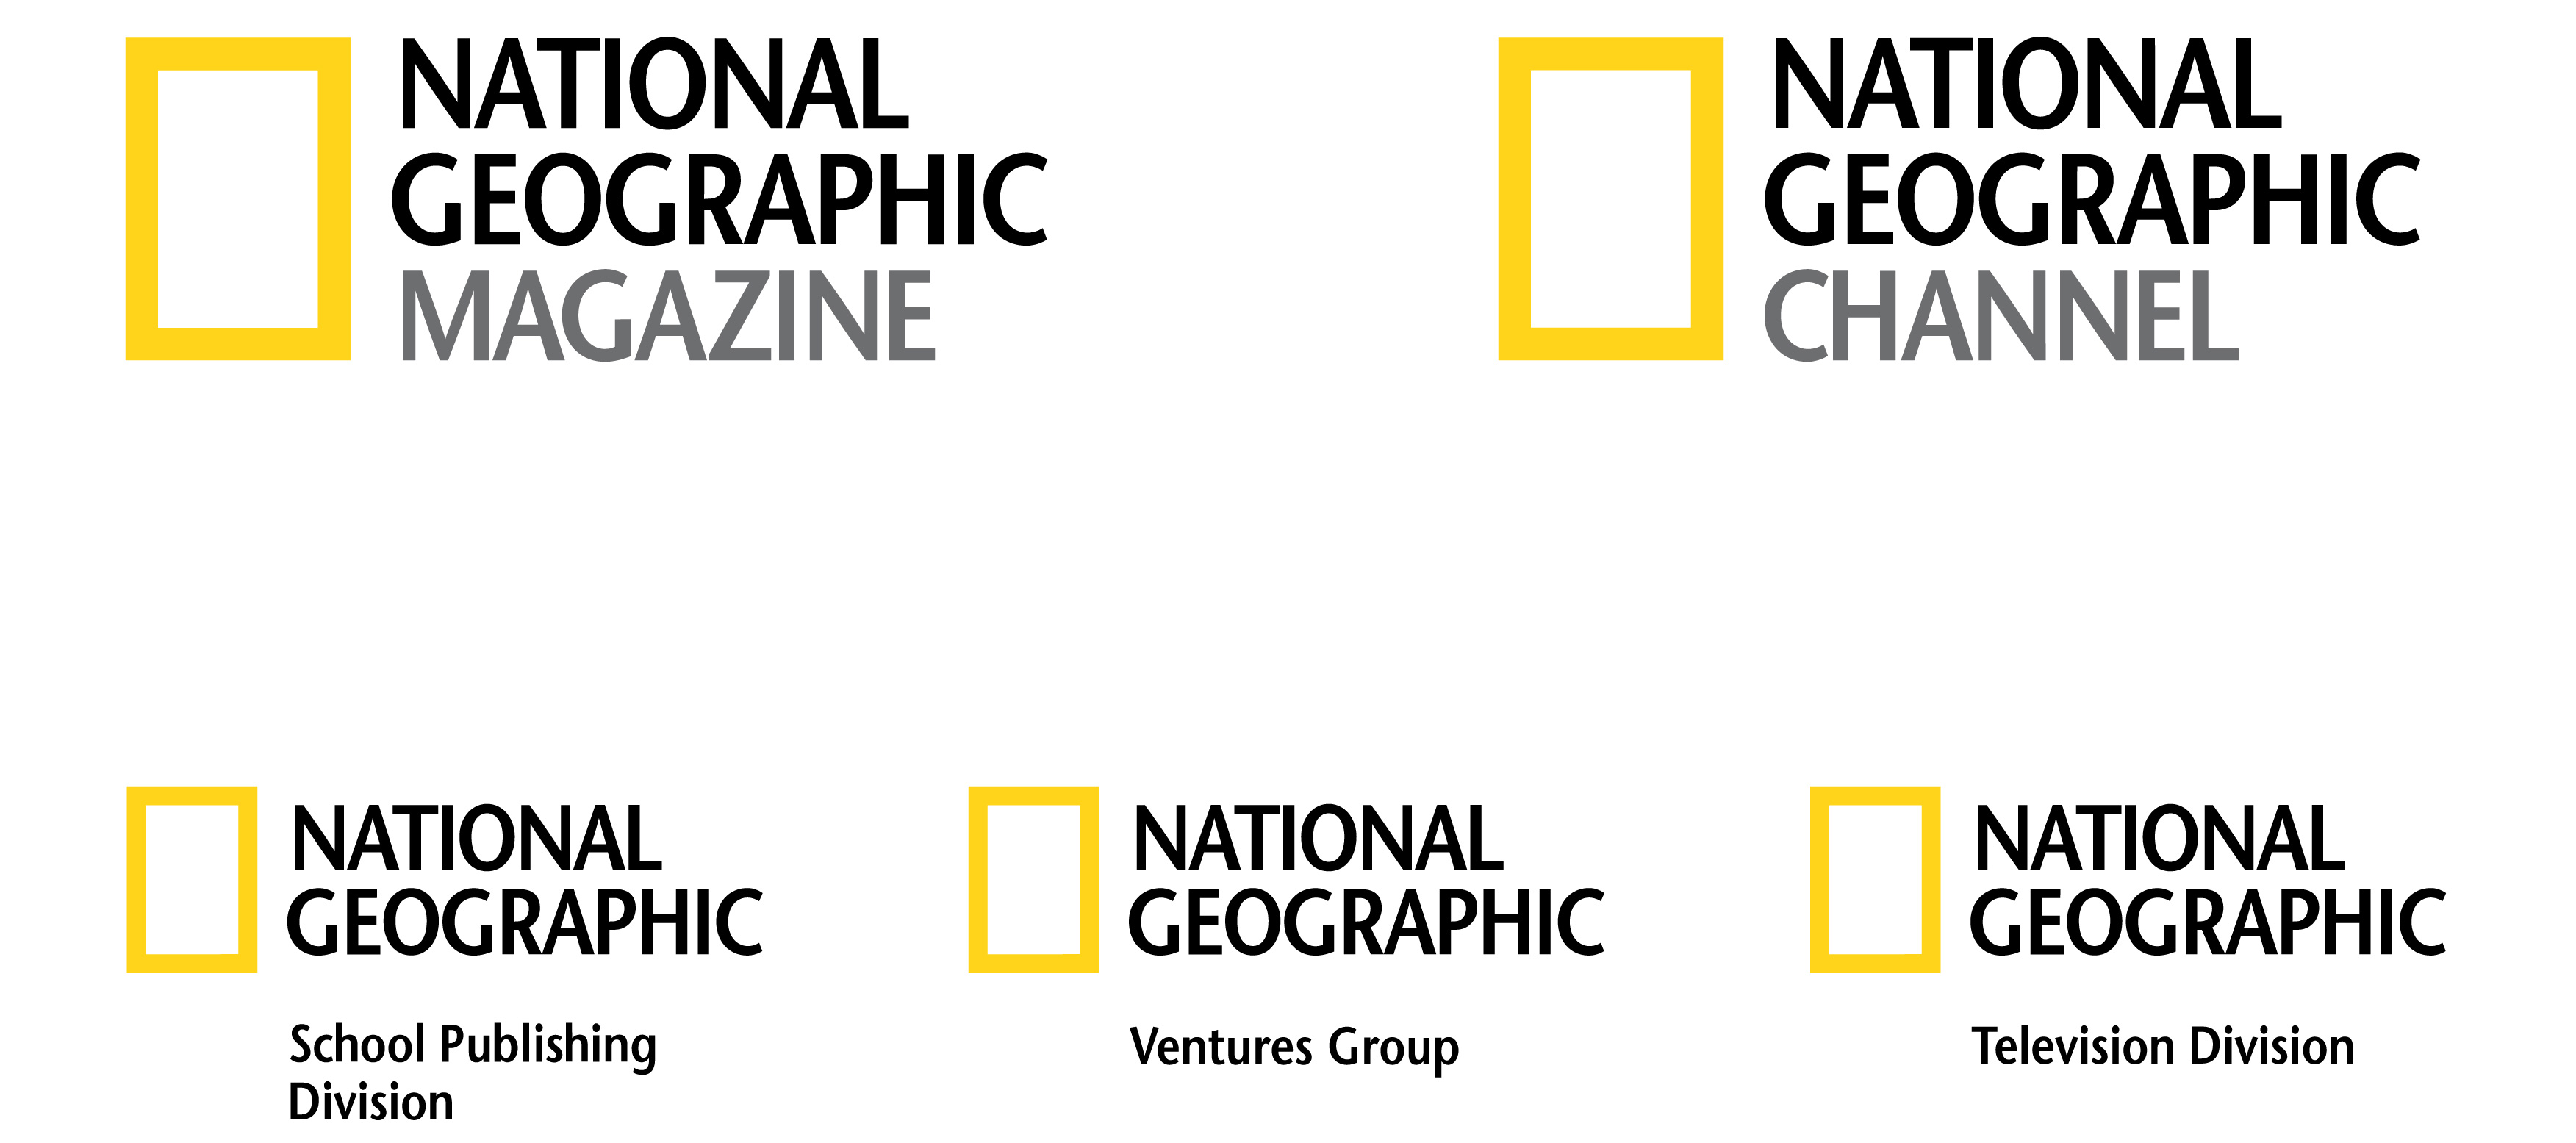 NATIONAL
GEOGRAPHIC
MAGAZINE
NATIONAL
GEOGRAPHIC
CHANNEL
NATIONAL
GEOGRAPHIC
School Publishing
Division
NATIONAL
GEOGRAPHIC
Ventures Group
NATIONAL
GEOGRAPHIC
Television Division